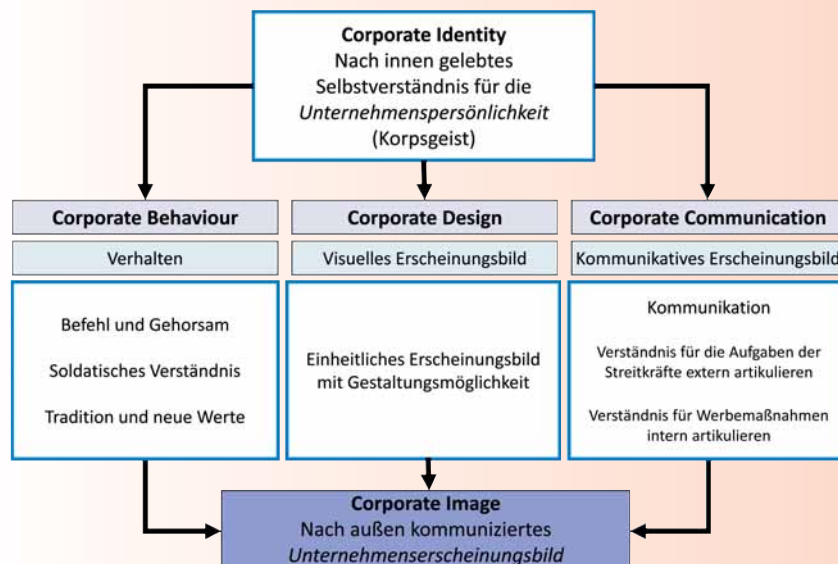 Corporate Identity
Nach innen gelebtes
Selbstverständnis für die
Unternehmenspersönlichkeit
(Korpsgeist)
Corporate Behaviour
Verhalten
Befehl und Gehorsam
Soldatisches Verständnis
Tradition und neue Werte
Corporate Design
Visuelles Erscheinungsbild
Einheitliches Erscheinungsbild
mit Gestaltungsmöglichkeit
Corporate Communication
Kommunikatives Erscheinungsbild
Kommunikation
Verständnis für die Aufgaben der
Streitkräfte extern artikulieren
Verständnis für Werbemaßnahmen
intern artikulieren
Corporate Image
Nach außen kommuniziertes
Unternehmenserscheinungsbild